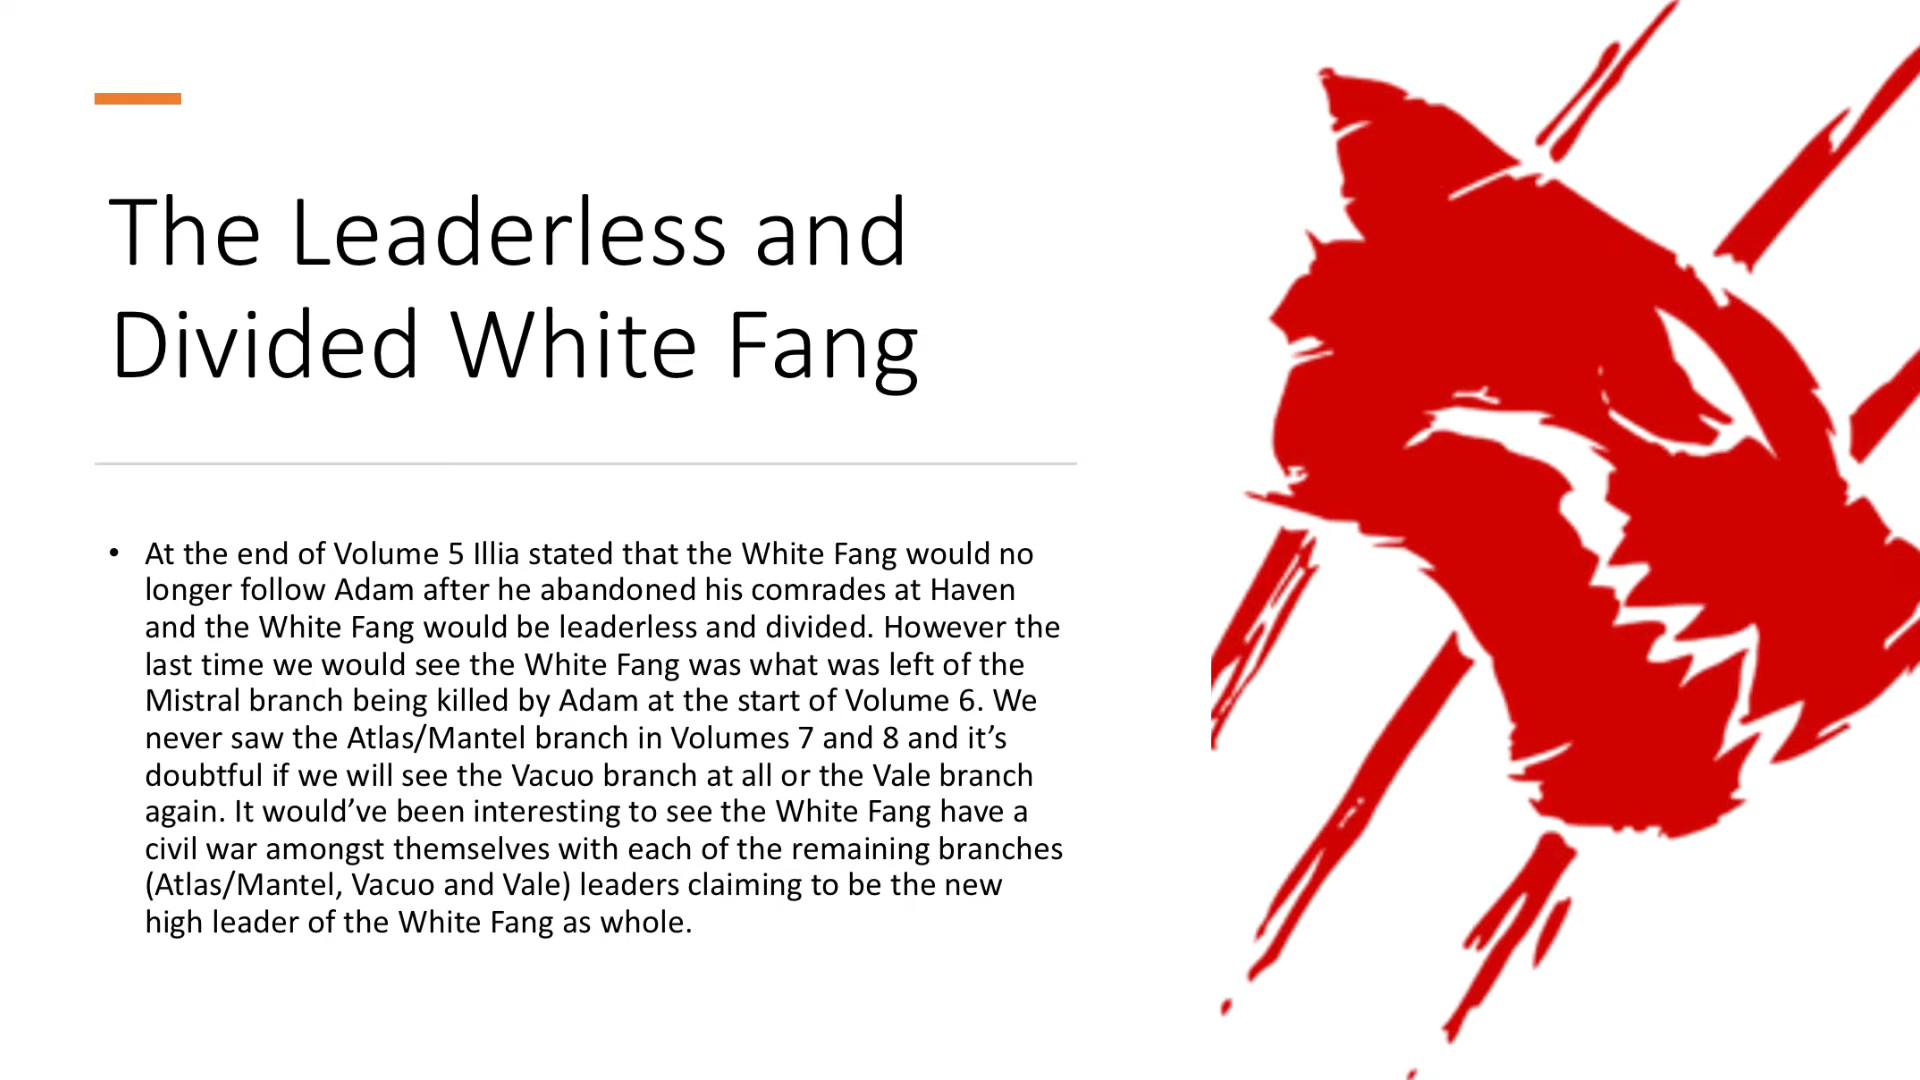 The Leaderless and
Divided White Fang
• At the end of Volume 5 Illia stated that the White Fang would no
longer follow Adam after he abandoned his comrades at Haven
and the White Fang would be leaderless and divided. However the
last time we would see the White Fang was what was left of the
Mistral branch being killed by Adam at the start of Volume 6. We
never saw the Atlas/Mantel branch in Volumes 7 and 8 and it’s
doubtful if we will see the Vacuo branch at all or the Vale branch
again. It would’ve been interesting to see the White Fang have a
civil war amongst themselves with each of the remaining branches
(Atlas/Mantel, Vacuo and Vale) leaders claiming to be the new
high leader of the White Fang as whole.